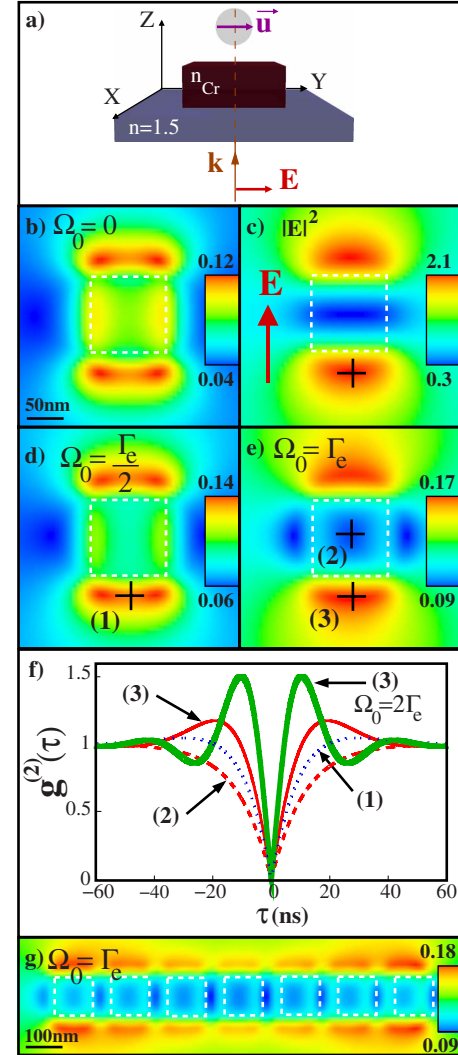 a)
Z
u
n_Cr
Y
X
n=1.5
k
E
b) Ω_0 = 0
0.12
0.04
50nm
c) |E|^2
2.1
E
0.3
d) Ω_0 = Γ_e/2
0.14
0.06
(1)
e) Ω_0 = Γ_e
0.17
(2)
0.09
(3)
f)
1.5
(3)
(3)
Ω_0=2Γ_e
1
g^(2)(τ)
0.5
(2)
(1)
0
−60 −40 −20 0 20 40 60
τ(ns)
g) Ω_0 = Γ_e
0.18
100nm
0.09